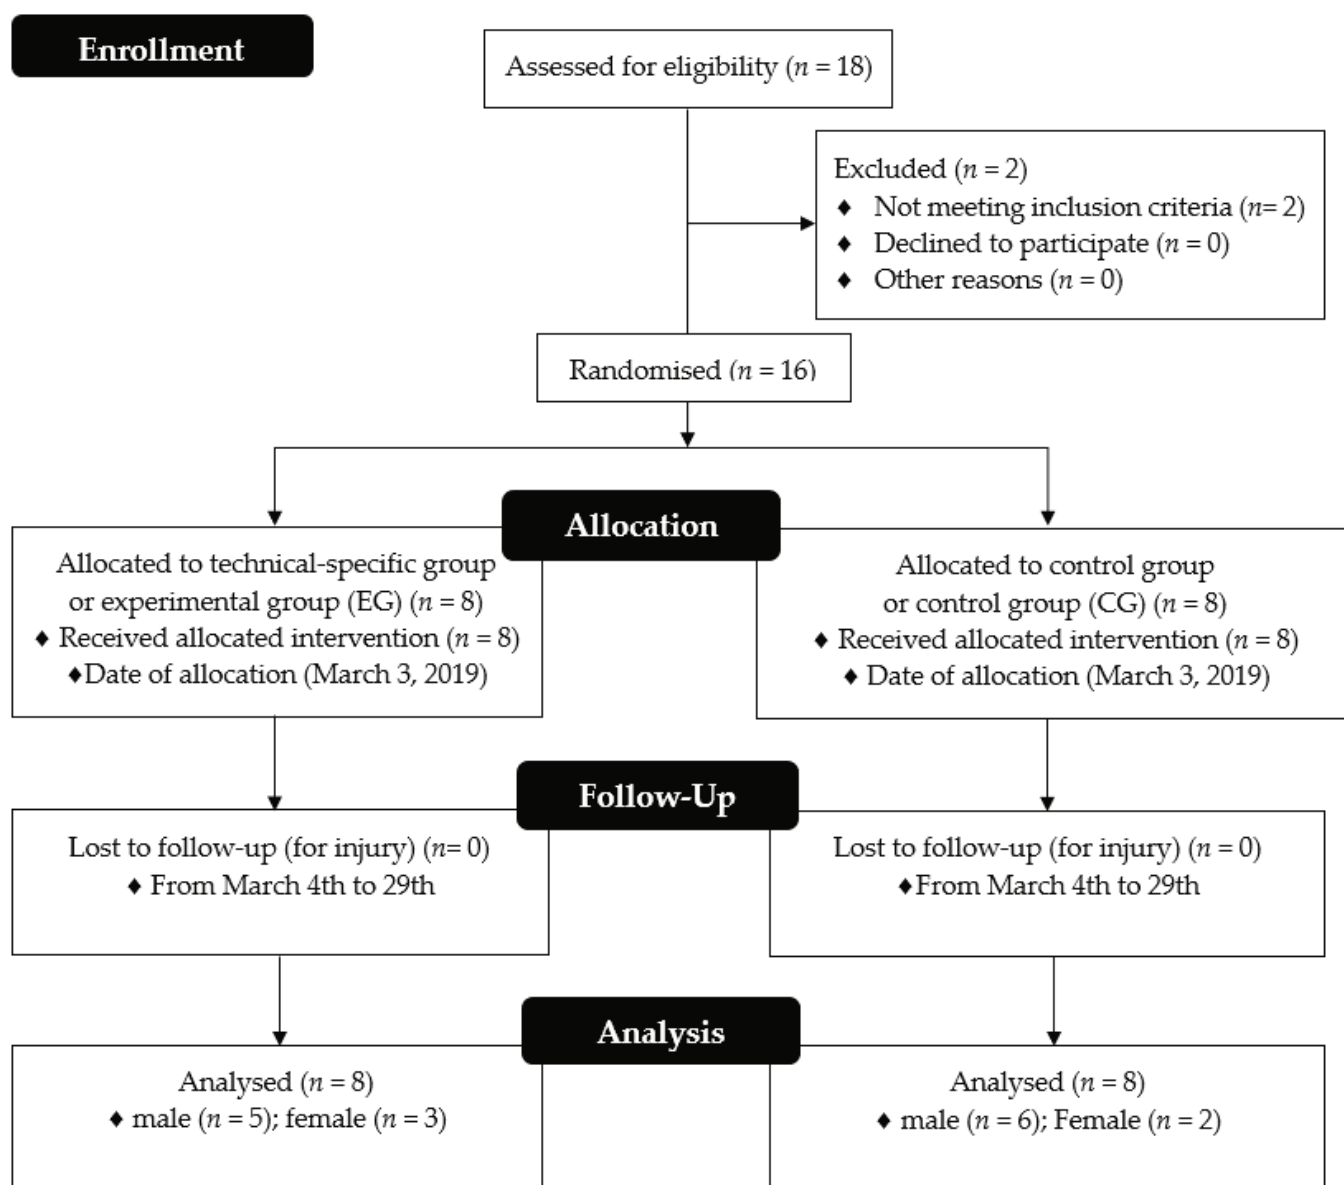 Enrollment
Assessed for eligibility (n = 18)
Excluded (n = 2)
♦ Not meeting inclusion criteria (n= 2)
♦ Declined to participate (n = 0)
♦ Other reasons (n = 0)
Randomised (n = 16)
Allocation
Allocated to technical-specific group
or experimental group (EG) (n = 8)
♦ Received allocated intervention (n = 8)
♦Date of allocation (March 3, 2019)
Allocated to control group
or control group (CG) (n = 8)
♦ Received allocated intervention (n = 8)
♦ Date of allocation (March 3, 2019)
Follow-Up
Lost to follow-up (for injury) (n= 0)
♦ From March 4th to 29th
Lost to follow-up (for injury) (n = 0)
♦From March 4th to 29th
Analysis
Analysed (n = 8)
♦ male (n = 5); female (n = 3)
Analysed (n = 8)
♦ male (n = 6); Female (n = 2)